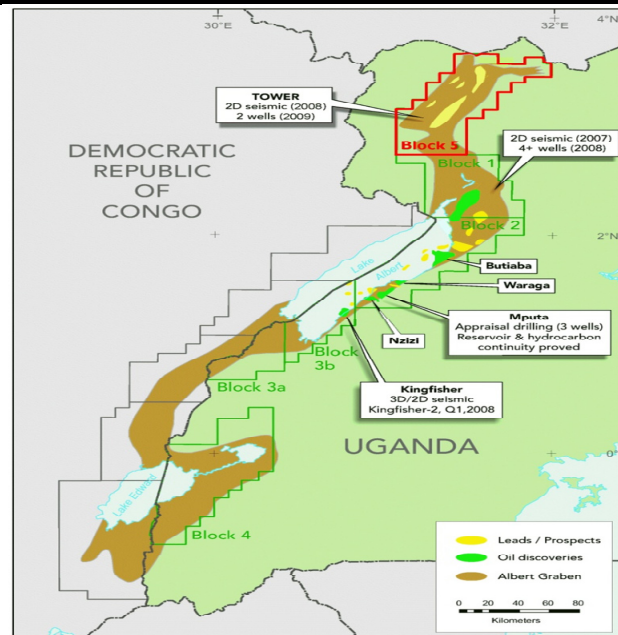 30°E
32°E
4°N
TOWER
2D seismic (2008)
2 wells (2009)
2D seismic (2007)
4+ wells (2008)
DEMOCRATIC
REPUBLIC
OF
CONGO
Block 5
Block 1
Block 2
2°N
Lake
Albert
Butiaba
Waraga
Mputa
Appraisal drilling (3 wells)
Reservoir & hydrocarbon
continuity proved
Nzizi
Block
3b
Block 3a
Kingfisher
3D/2D seismic
Kingfisher-2, Q1,2008
UGANDA
0°
Lake Edward
Block 4
Leads / Prospects
Oil discoveries
Albert Graben
0 20 40 60 80
Kilometers